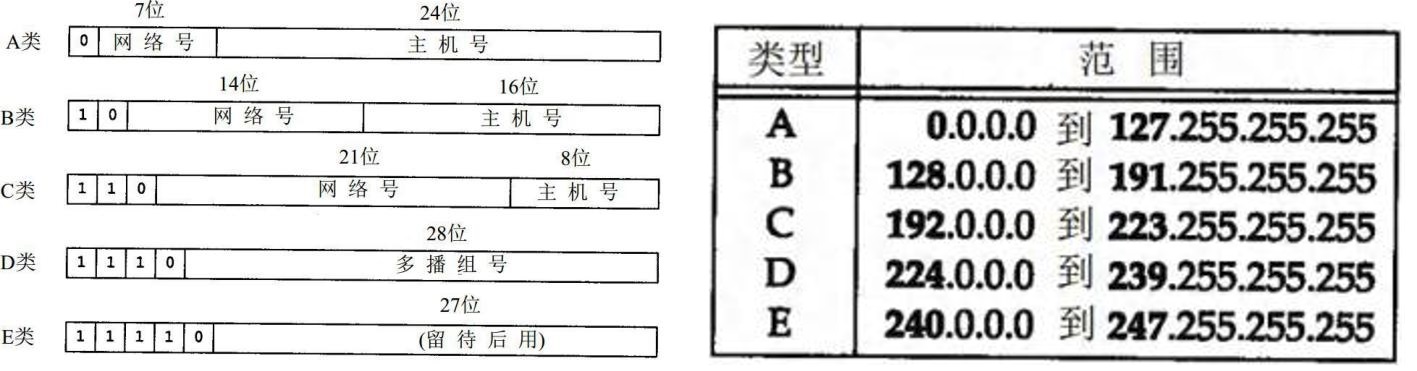 7位 24位
A类 0 网络号 主机号
14位 16位
B类 1 0 网络号 主机号
21位 8位
C类 1 1 0 网络号 主机号
28位
D类 1 1 1 0 多播组号
27位
E类 1 1 1 1 0 (留待后用)
类型 范围
A 0.0.0.0 到 127.255.255.255
B 128.0.0.0 到 191.255.255.255
C 192.0.0.0 到 223.255.255.255
D 224.0.0.0 到 239.255.255.255
E 240.0.0.0 到 247.255.255.255